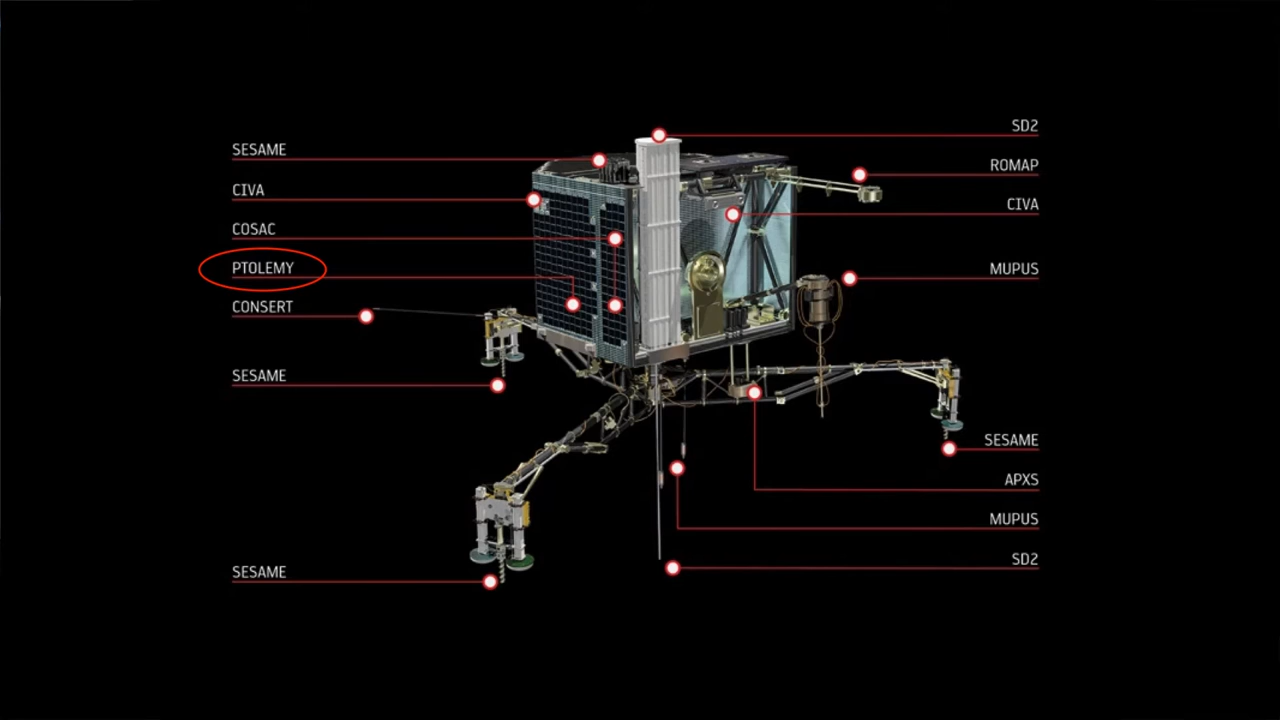 SESAME
CIVA
COSAC
PTOLEMY
CONSERT
SESAME
SESAME
SD2
ROMAP
CIVA
MUPUS
SESAME
APXS
MUPUS
SD2